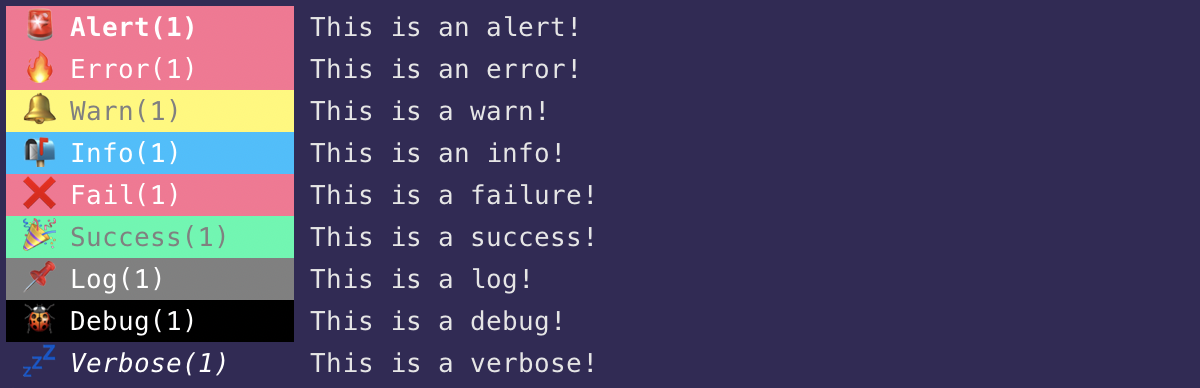 🚨 Alert(1) This is an alert!
🔥 Error(1) This is an error!
🔔 Warn(1) This is a warn!
📬 Info(1) This is an info!
❌ Fail(1) This is a failure!
🎉 Success(1) This is a success!
📌 Log(1) This is a log!
🐞 Debug(1) This is a debug!
💤 Verbose(1) This is a verbose!